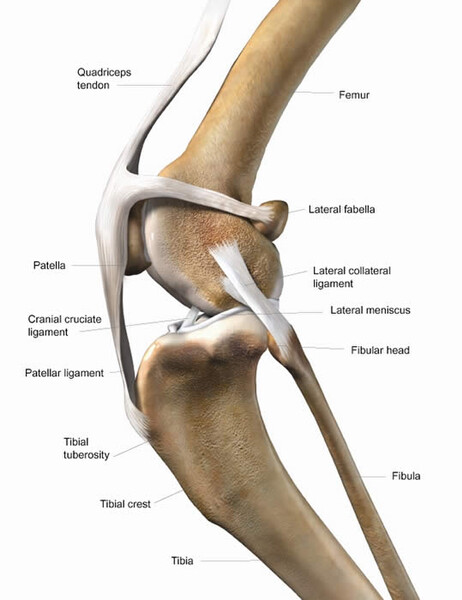 Quadriceps
tendon
Femur
Lateral fabella
Patella
Lateral collateral
ligament
Cranial cruciate
ligament
Lateral meniscus
Fibular head
Patellar ligament
Tibial
tuberosity
Fibula
Tibial crest
Tibia